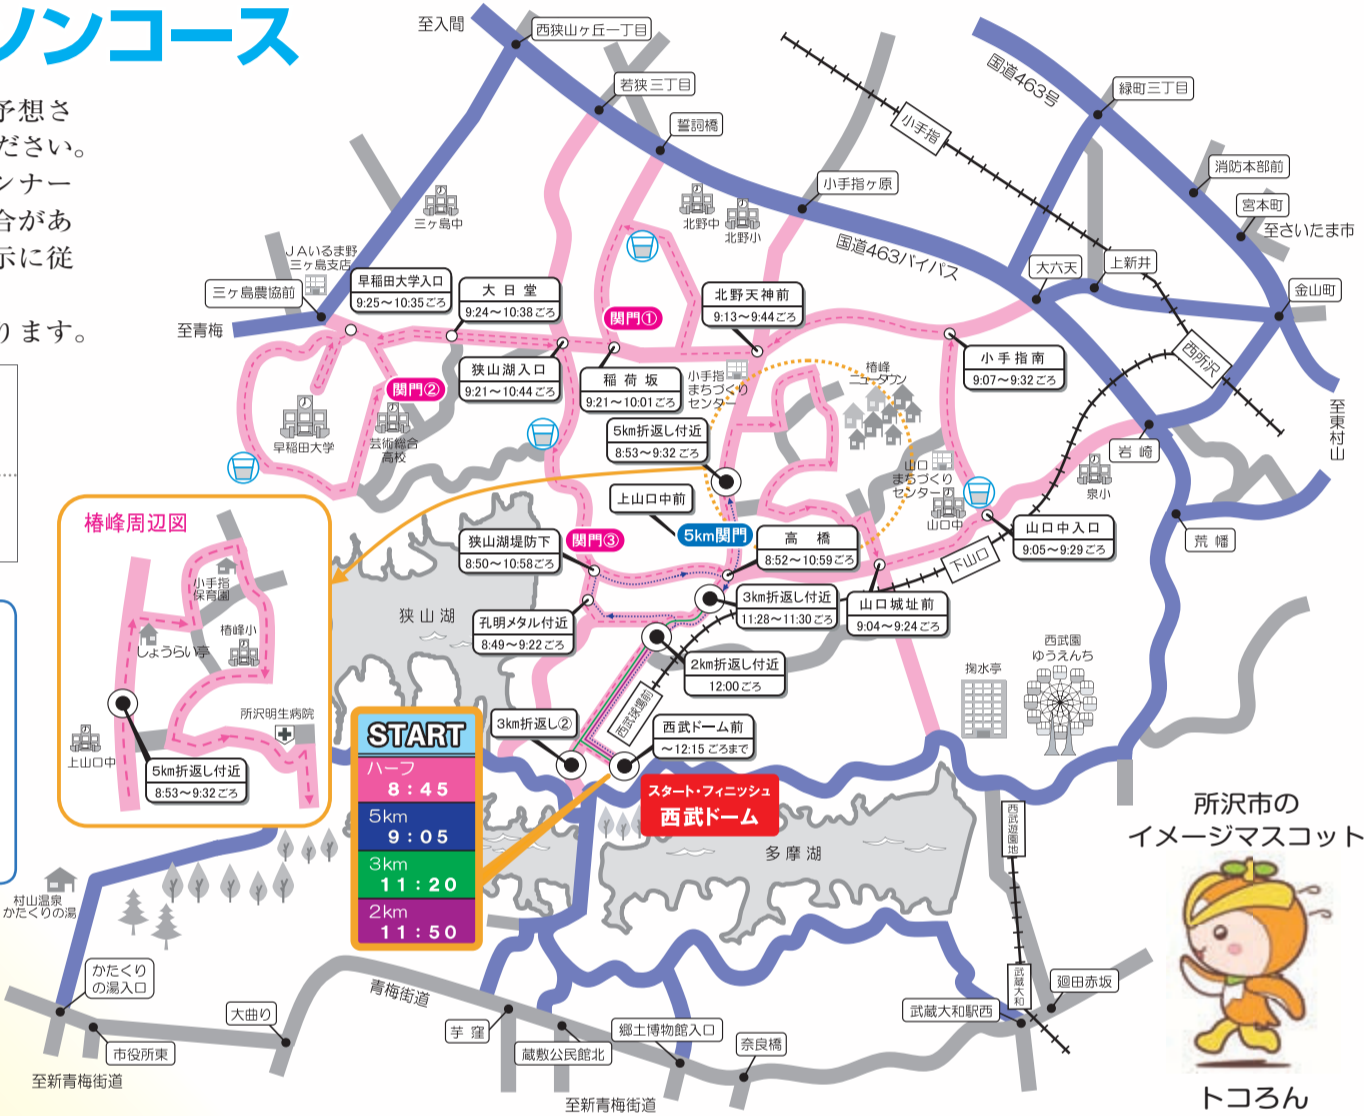 ノンコース
予想さ
ださい。
ンナー
合があ
示に従
ります。
至入間
西狭山ヶ丘一丁目
若狭三丁目
誓詞橋
国道463号
緑町三丁目
小手指
消防本部前
宮本町
至さいたま市
小手指ヶ原
国道463バイパス
三ヶ島中
北野中
北野小
大六天
上新井
金山町
JAいるま野
三ヶ島支店
三ヶ島農協前
至青梅
早稲田大学入口
9:25〜10:35ごろ
大日堂
9:24〜10:38ごろ
関門①
北野天神前
9:13〜9:44ごろ
西所沢
狭山湖入口
9:21〜10:44ごろ
稲荷坂
9:21〜10:01ごろ
小手指
まちづくり
センター
椿峰
ニュータウン
小手指南
9:07〜9:32ごろ
関門②
早稲田大学
芸術総合
高校
5km折返し付近
8:53〜9:32ごろ
至東村山
岩崎
山口
まちづくり
センター
山口中
泉小
上山口中前
5km関門
山口中入口
9:05〜9:29ごろ
荒幡
椿峰周辺図
狭山湖堤防下
8:50〜10:58ごろ
関門③
高橋
8:52〜10:59ごろ
下山口
小手指
保育園
椿峰小
しょうらい亭
狭山湖
孔明メタル付近
8:49〜9:22ごろ
3km折返し付近
11:28〜11:30ごろ
山口城址前
9:04〜9:24ごろ
2km折返し付近
12:00ごろ
掬水亭
西武園
ゆうえんち
所沢明生病院
上山口中
5km折返し付近
8:53〜9:32ごろ
西武球場前
3km折返し②
西武ドーム前
〜12:15ごろまで
START
ハーフ
8:45
5km
9:05
3km
11:20
2km
11:50
スタート・フィニッシュ
西武ドーム
多摩湖
西武遊園地
所沢市の
イメージマスコット
村山温泉
かたくりの湯
かたくり
の湯入口
市役所東
至新青梅街道
大曲り
青梅街道
芋窪
蔵敷公民館北
郷土博物館入口
奈良橋
至新青梅街道
武蔵大和
武蔵大和駅西
廻田赤坂
トコろん